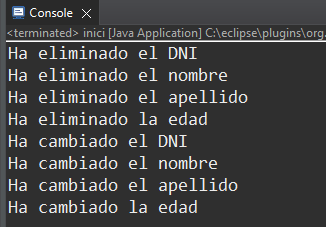 Console
<terminated> inici [Java Application] C:\eclipse\plugins\org.
Ha eliminado el DNI
Ha eliminado el nombre
Ha eliminado el apellido
Ha eliminado la edad
Ha cambiado el DNI
Ha cambiado el nombre
Ha cambiado el apellido
Ha cambiado la edad